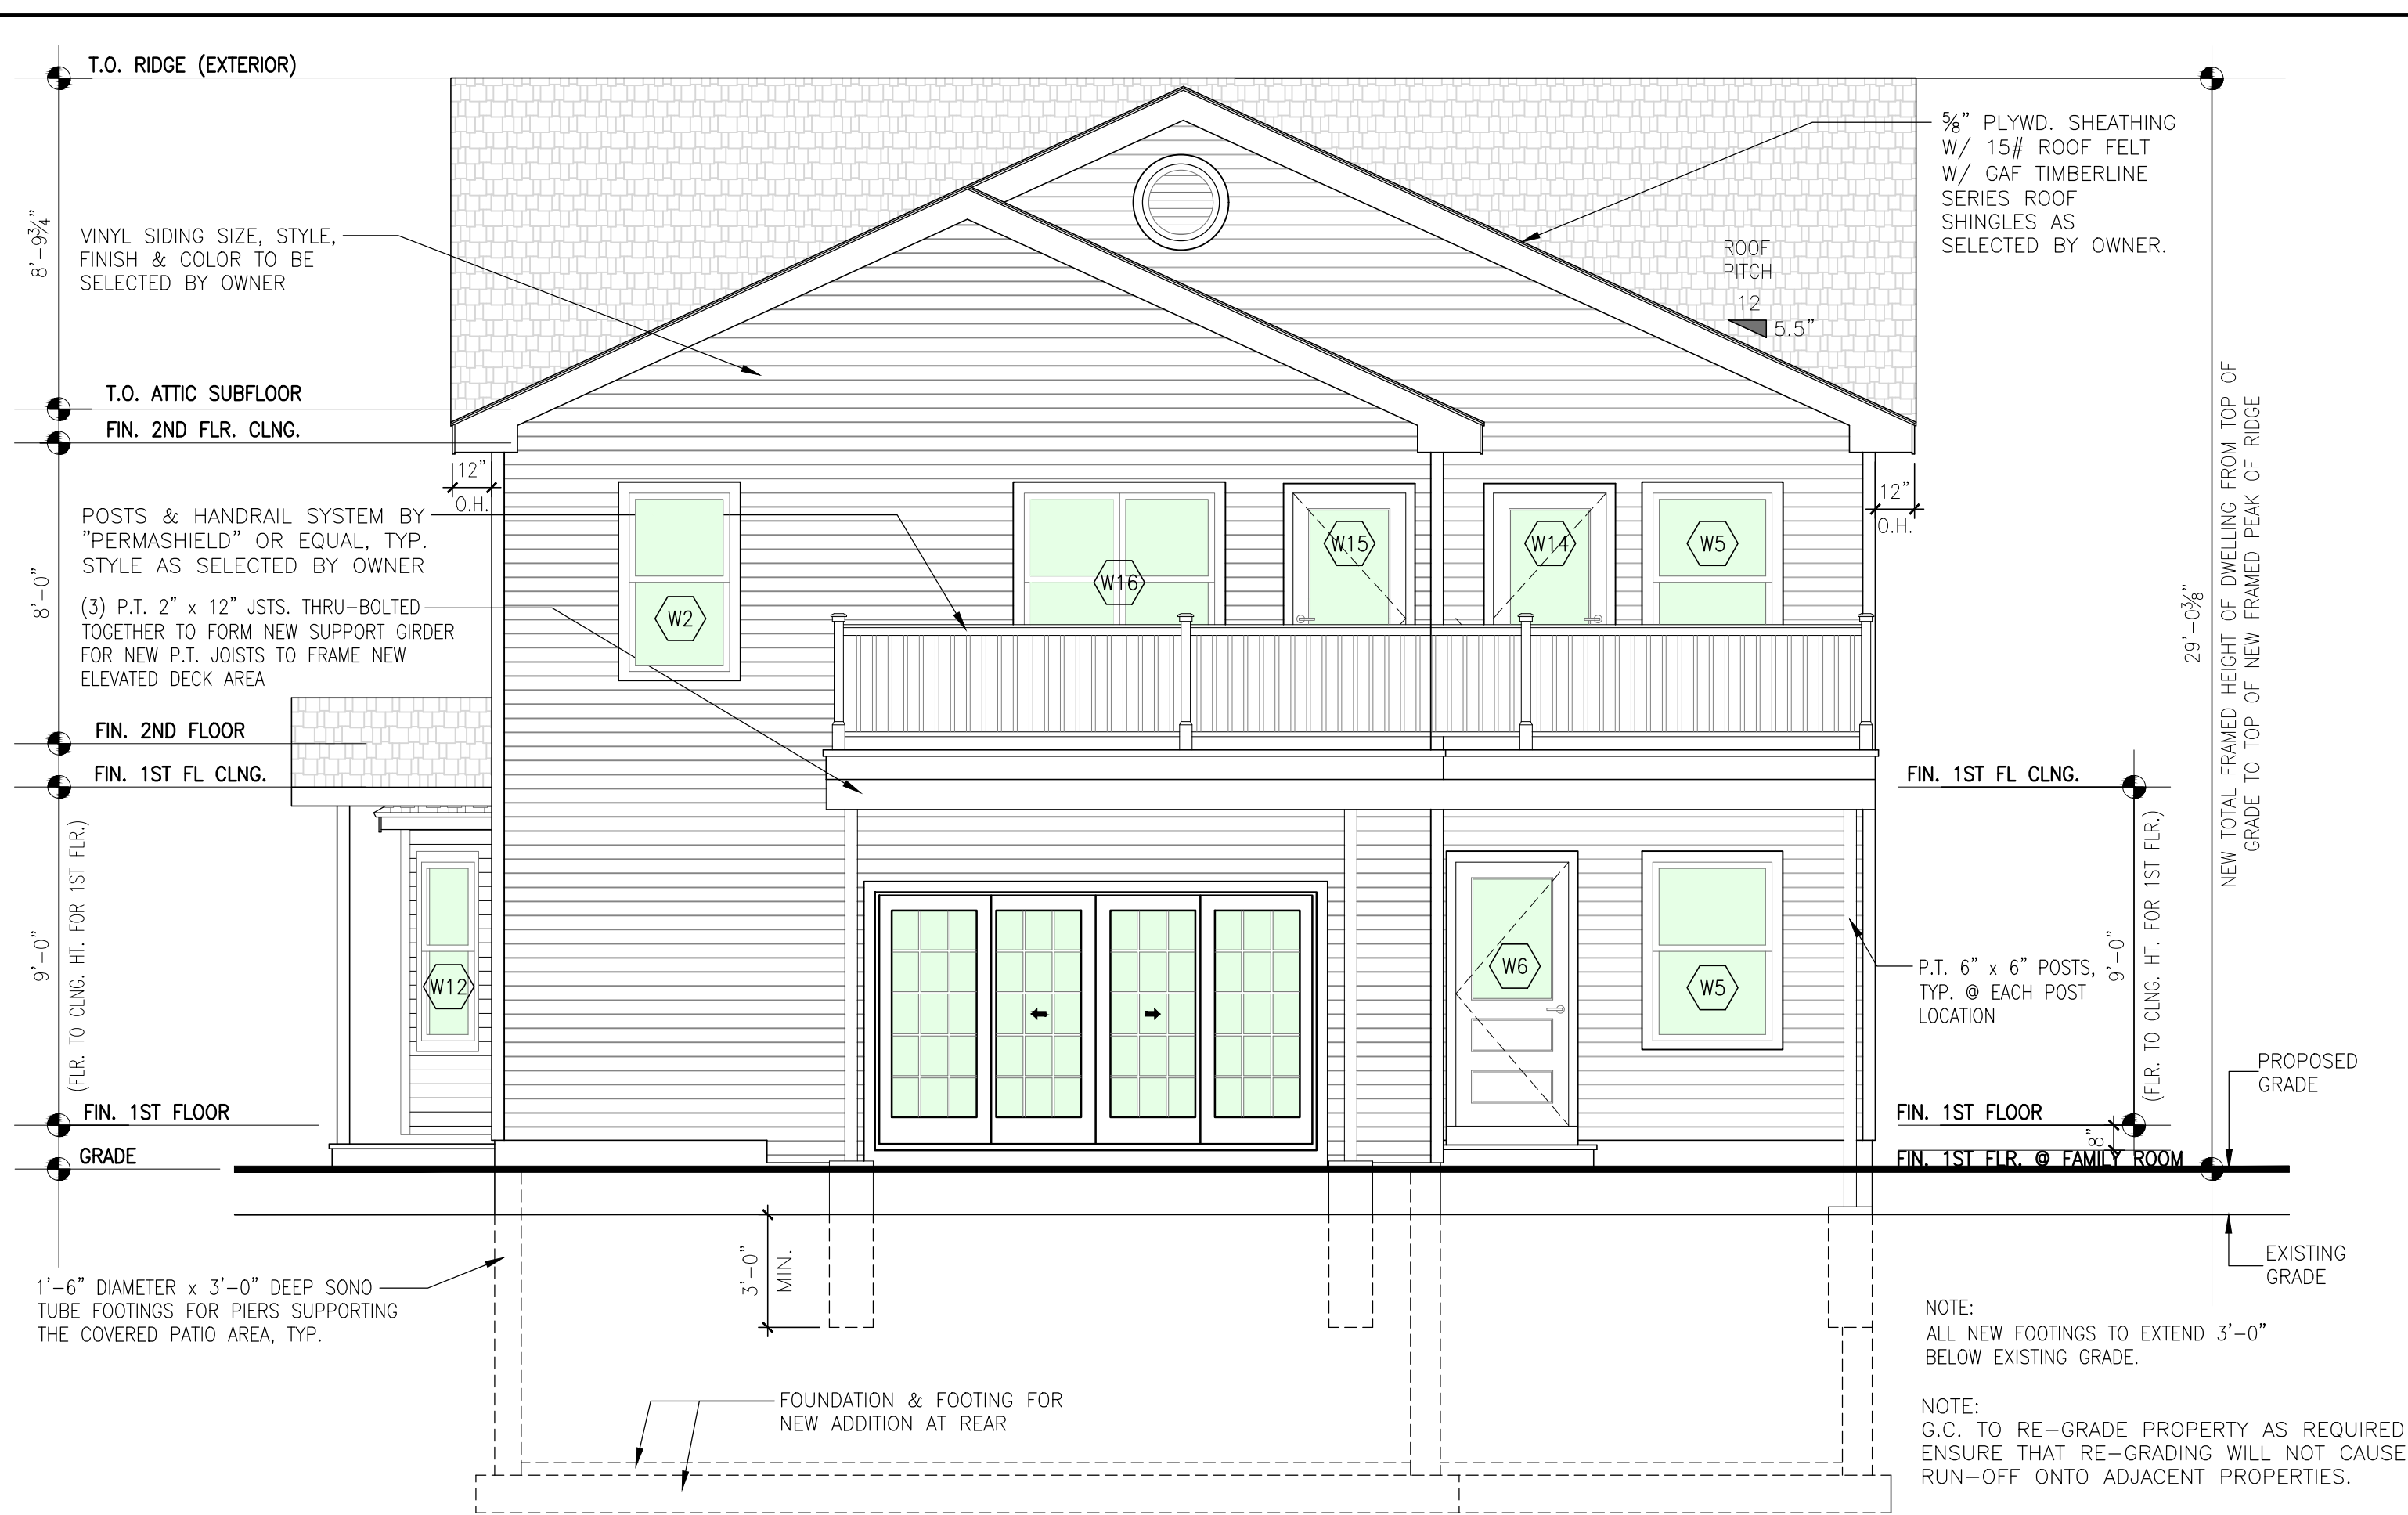 T.O. RIDGE (EXTERIOR)
8'-9¾"
VINYL SIDING SIZE, STYLE,
FINISH & COLOR TO BE
SELECTED BY OWNER
T.O. ATTIC SUBFLOOR
FIN. 2ND FLR. CLNG.
12"
O.H.
POSTS & HANDRAIL SYSTEM BY
"PERMASHIELD" OR EQUAL, TYP.
STYLE AS SELECTED BY OWNER
8'-0"
(3) P.T. 2" x 12" JSTS. THRU-BOLTED
TOGETHER TO FORM NEW SUPPORT GIRDER
FOR NEW P.T. JOISTS TO FRAME NEW
ELEVATED DECK AREA
FIN. 2ND FLOOR
FIN. 1ST FL CLNG.
9'-0"
(FLR. TO CLNG. HT. FOR 1ST FLR.)
FIN. 1ST FLOOR
GRADE
1'-6" DIAMETER x 3'-0" DEEP SONO
TUBE FOOTINGS FOR PIERS SUPPORTING
THE COVERED PATIO AREA, TYP.
W2
W16
W15
W14
W5
W12
W6
W5
3'-0"
MIN.
FOUNDATION & FOOTING FOR
NEW ADDITION AT REAR
⅝" PLYWD. SHEATHING
W/ 15# ROOF FELT
W/ GAF TIMBERLINE
SERIES ROOF
SHINGLES AS
SELECTED BY OWNER.
ROOF
PITCH
12
5.5"
12"
O.H.
29'-0⅜"
NEW TOTAL FRAMED HEIGHT OF DWELLING FROM TOP OF
GRADE TO TOP OF NEW FRAMED PEAK OF RIDGE
FIN. 1ST FL CLNG.
P.T. 6" x 6" POSTS,
TYP. @ EACH POST
LOCATION
9'-0"
(FLR. TO CLNG. HT. FOR 1ST FLR.)
FIN. 1ST FLOOR
8"
FIN. 1ST FLR. @ FAMILY ROOM
PROPOSED
GRADE
EXISTING
GRADE
NOTE:
ALL NEW FOOTINGS TO EXTEND 3'-0"
BELOW EXISTING GRADE.
NOTE:
G.C. TO RE-GRADE PROPERTY AS REQUIRED
ENSURE THAT RE-GRADING WILL NOT CAUSE
RUN-OFF ONTO ADJACENT PROPERTIES.